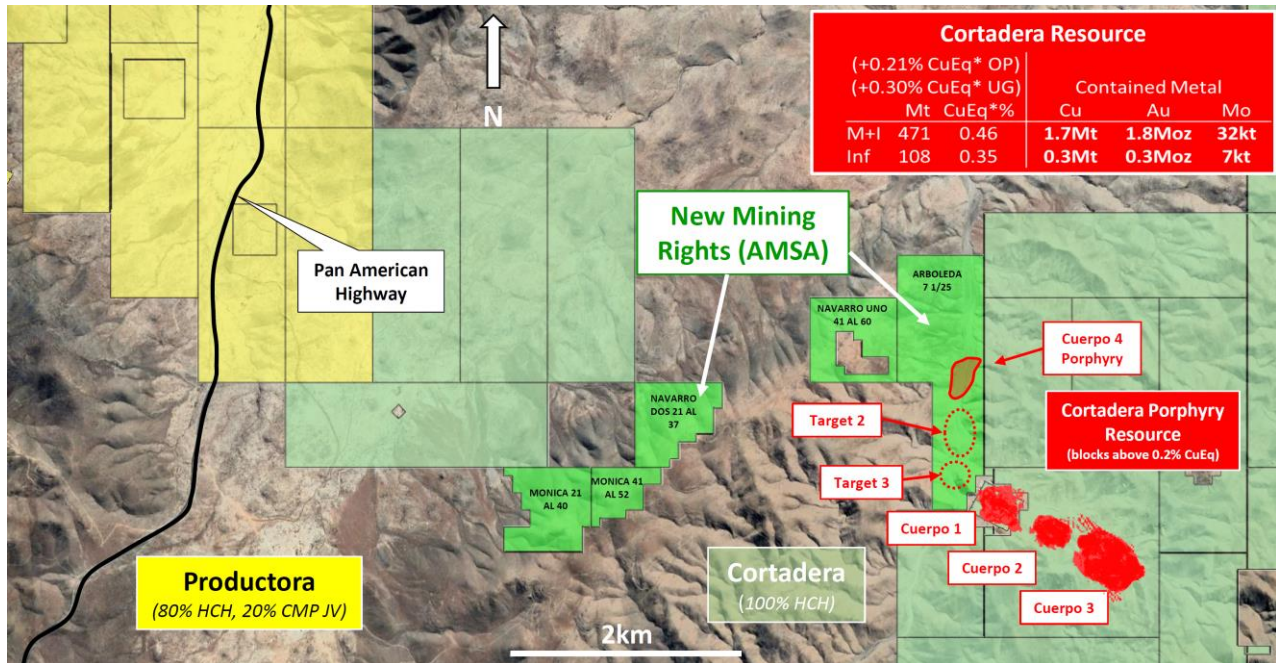 Cortadera Resource
(+0.21% CuEq* OP)
(+0.30% CuEq* UG) Contained Metal
Mt CuEq*% Cu Au Mo
M+I 471 0.46 1.7Mt 1.8Moz 32kt
Inf 108 0.35 0.3Mt 0.3Moz 7kt
N
New Mining
Rights (AMSA)
Pan American
Highway
ARBOLEDA
7 1/25
NAVARRO UNO
41 AL 60
Cuerpo 4
Porphyry
NAVARRO
DOS 21 AL
37
Target 2
Cortadera Porphyry
Resource
(blocks above 0.2% CuEq)
Target 3
MONICA 41
AL 52
MONICA 21
AL 40
Cuerpo 1
Cuerpo 2
Cuerpo 3
Productora
(80% HCH, 20% CMP JV)
Cortadera
(100% HCH)
2km